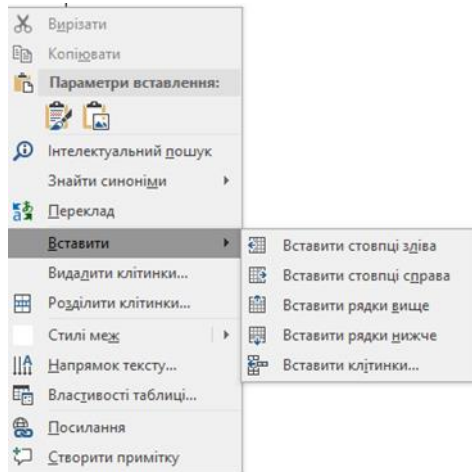 Вирізати
Копіювати
Параметри вставлення:
Інтелектуальний пошук
Знайти синоніми
Переклад
Вставити
Видалити клітинки...
Розділити клітинки...
Стилі меж
Напрямок тексту...
Властивості таблиці...
Посилання
Створити примітку
Вставити стовпці зліва
Вставити стовпці справа
Вставити рядки вище
Вставити рядки нижче
Вставити клітинки...